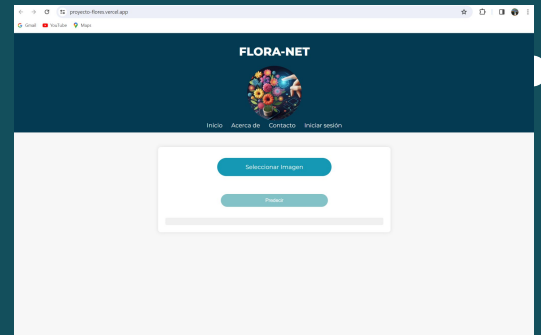 proyecto-flores.vercel.app
Gmail YouTube Maps
FLORA-NET
Inicio Acerca de Contacto Iniciar sesión
Seleccionar Imagen
Predecir